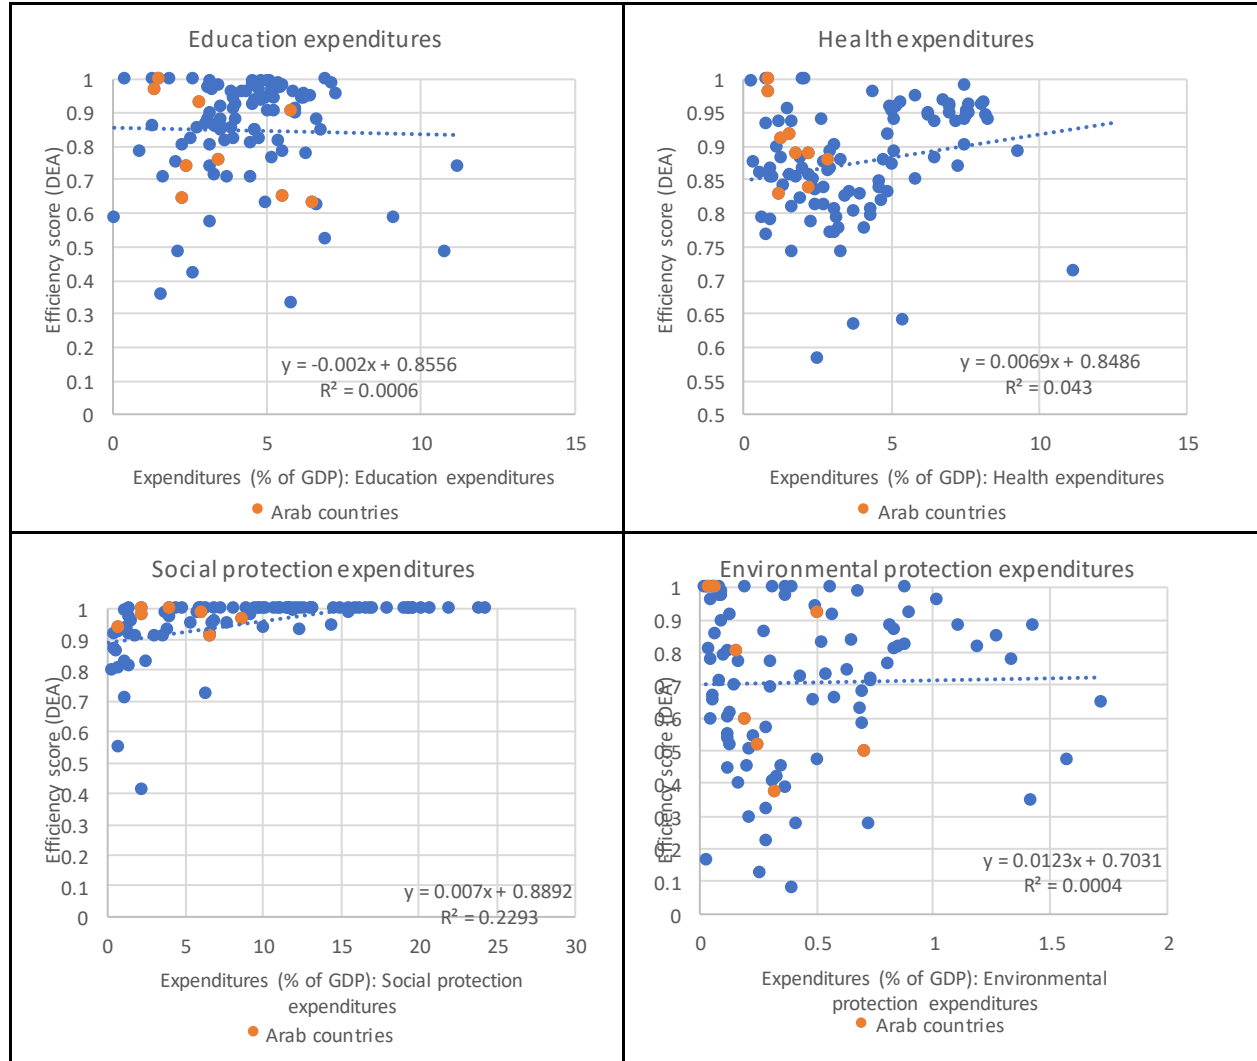 Education expenditures
1
0.9
0.8
0.7
0.6
0.5
0.4
0.3
0.2
0.1
0
Efficiency score (DEA)
y = -0.002x + 0.8556
R² = 0.0006
0 5 10 15
Expenditures (% of GDP): Education expenditures
Arab countries
Health expenditures
1
0.95
0.9
0.85
0.8
0.75
0.7
0.65
0.6
0.55
0.5
Efficiency score (DEA)
y = 0.0069x + 0.8486
R² = 0.043
0 5 10 15
Expenditures (% of GDP): Health expenditures
Arab countries
Social protection expenditures
1
0.9
0.8
0.7
0.6
0.5
0.4
0.3
0.2
0.1
0
Efficiency score (DEA)
y = 0.007x + 0.8892
R² = 0.2293
0 5 10 15 20 25 30
Expenditures (% of GDP): Social protection
expenditures
Arab countries
Environmental protection expenditures
1
0.9
0.8
0.7
0.6
0.5
0.4
0.3
0.2
0.1
0
Efficiency score (DEA)
y = 0.0123x + 0.7031
R² = 0.0004
0 0.5 1 1.5 2
Expenditures (% of GDP): Environmental
protection expenditures
Arab countries